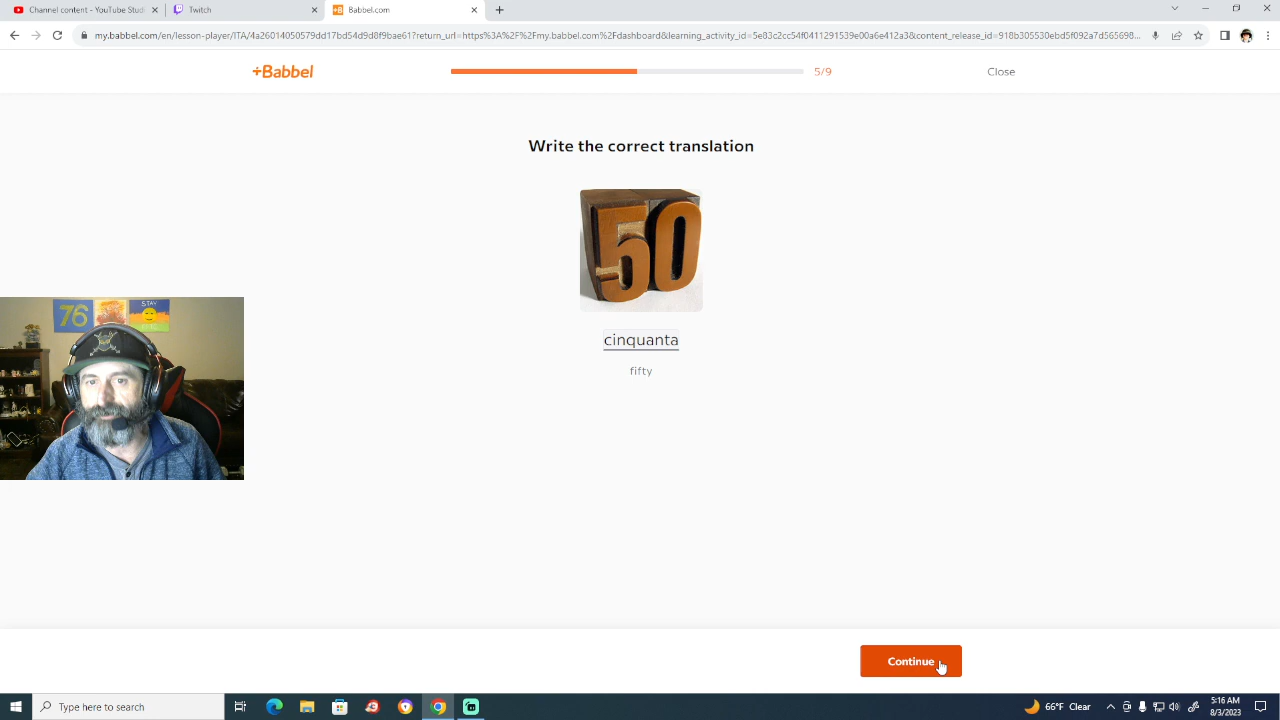 Channel content - YouTube Studi
Twitch
+B Babbel.com
my.babbel.com/en/lesson-player/ITA/4a26014050579dd17bd54d9d8f9bae61?return_url=https%3A%2F%2Fmy.babbel.com%2Fdashboard&learning_activity_id=5e83c2cc54f0411291539e00a6e412a3&content_release_id=918b305530ebd5f092a7d565698...
+Babbel
5/9
Close
Write the correct translation
50
cinquanta
fifty
76
STAY
Continue
Type here to search
66°F Clear
5:16 AM
8/3/2023